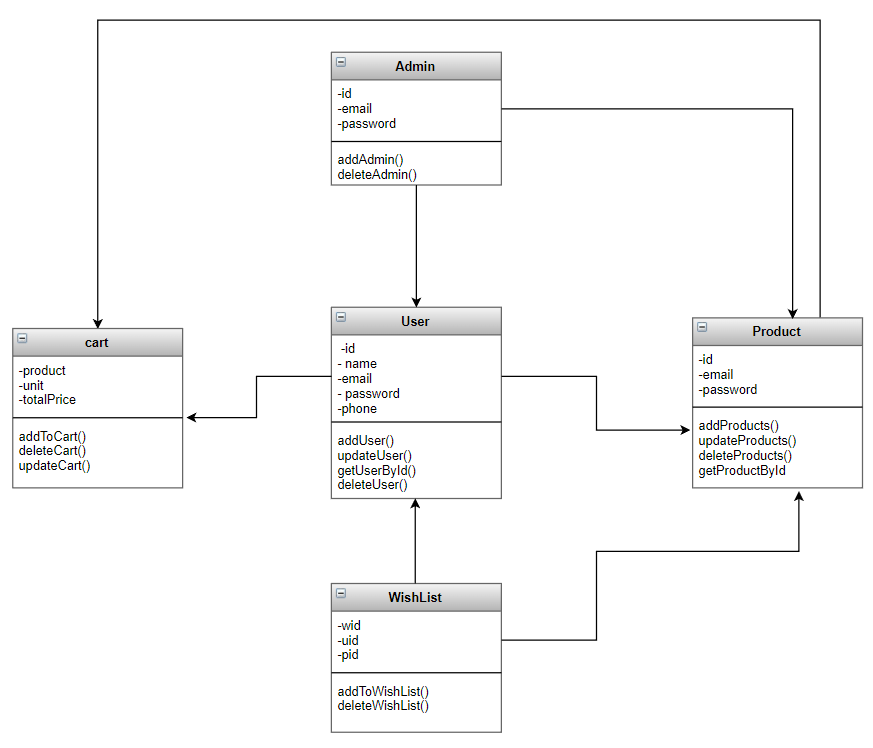 Admin
-id
-email
-password
addAdmin()
deleteAdmin()
cart
-product
-unit
-totalPrice
addToCart()
deleteCart()
updateCart()
User
-id
- name
-email
- password
-phone
addUser()
updateUser()
getUserById()
deleteUser()
Product
-id
-email
-password
addProducts()
updateProducts()
deleteProducts()
getProductById
WishList
-wid
-uid
-pid
addToWishList()
deleteWishList()